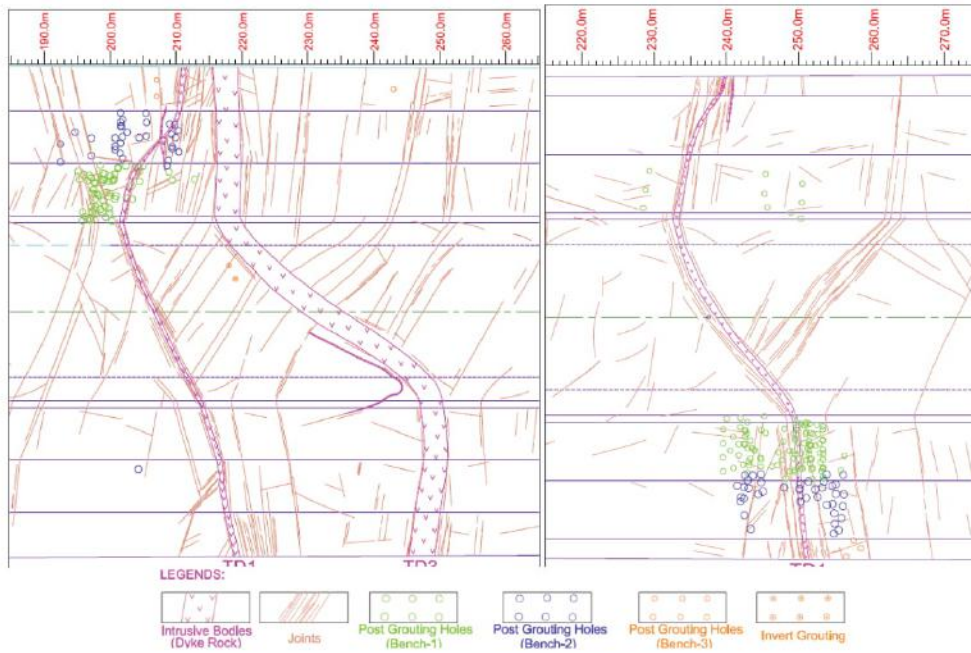 190.0m
200.0m
210.0m
220.0m
230.0m
240.0m
250.0m
260.0m
220.0m
230.0m
240.0m
250.0m
260.0m
270.0m
TD1
TD3
LEGENDS:
Intrusive Bodies
(Dyke Rock)
Joints
Post Grouting Holes
(Bench-1)
Post Grouting Holes
(Bench-2)
Post Grouting Holes
(Bench-3)
Invert Grouting